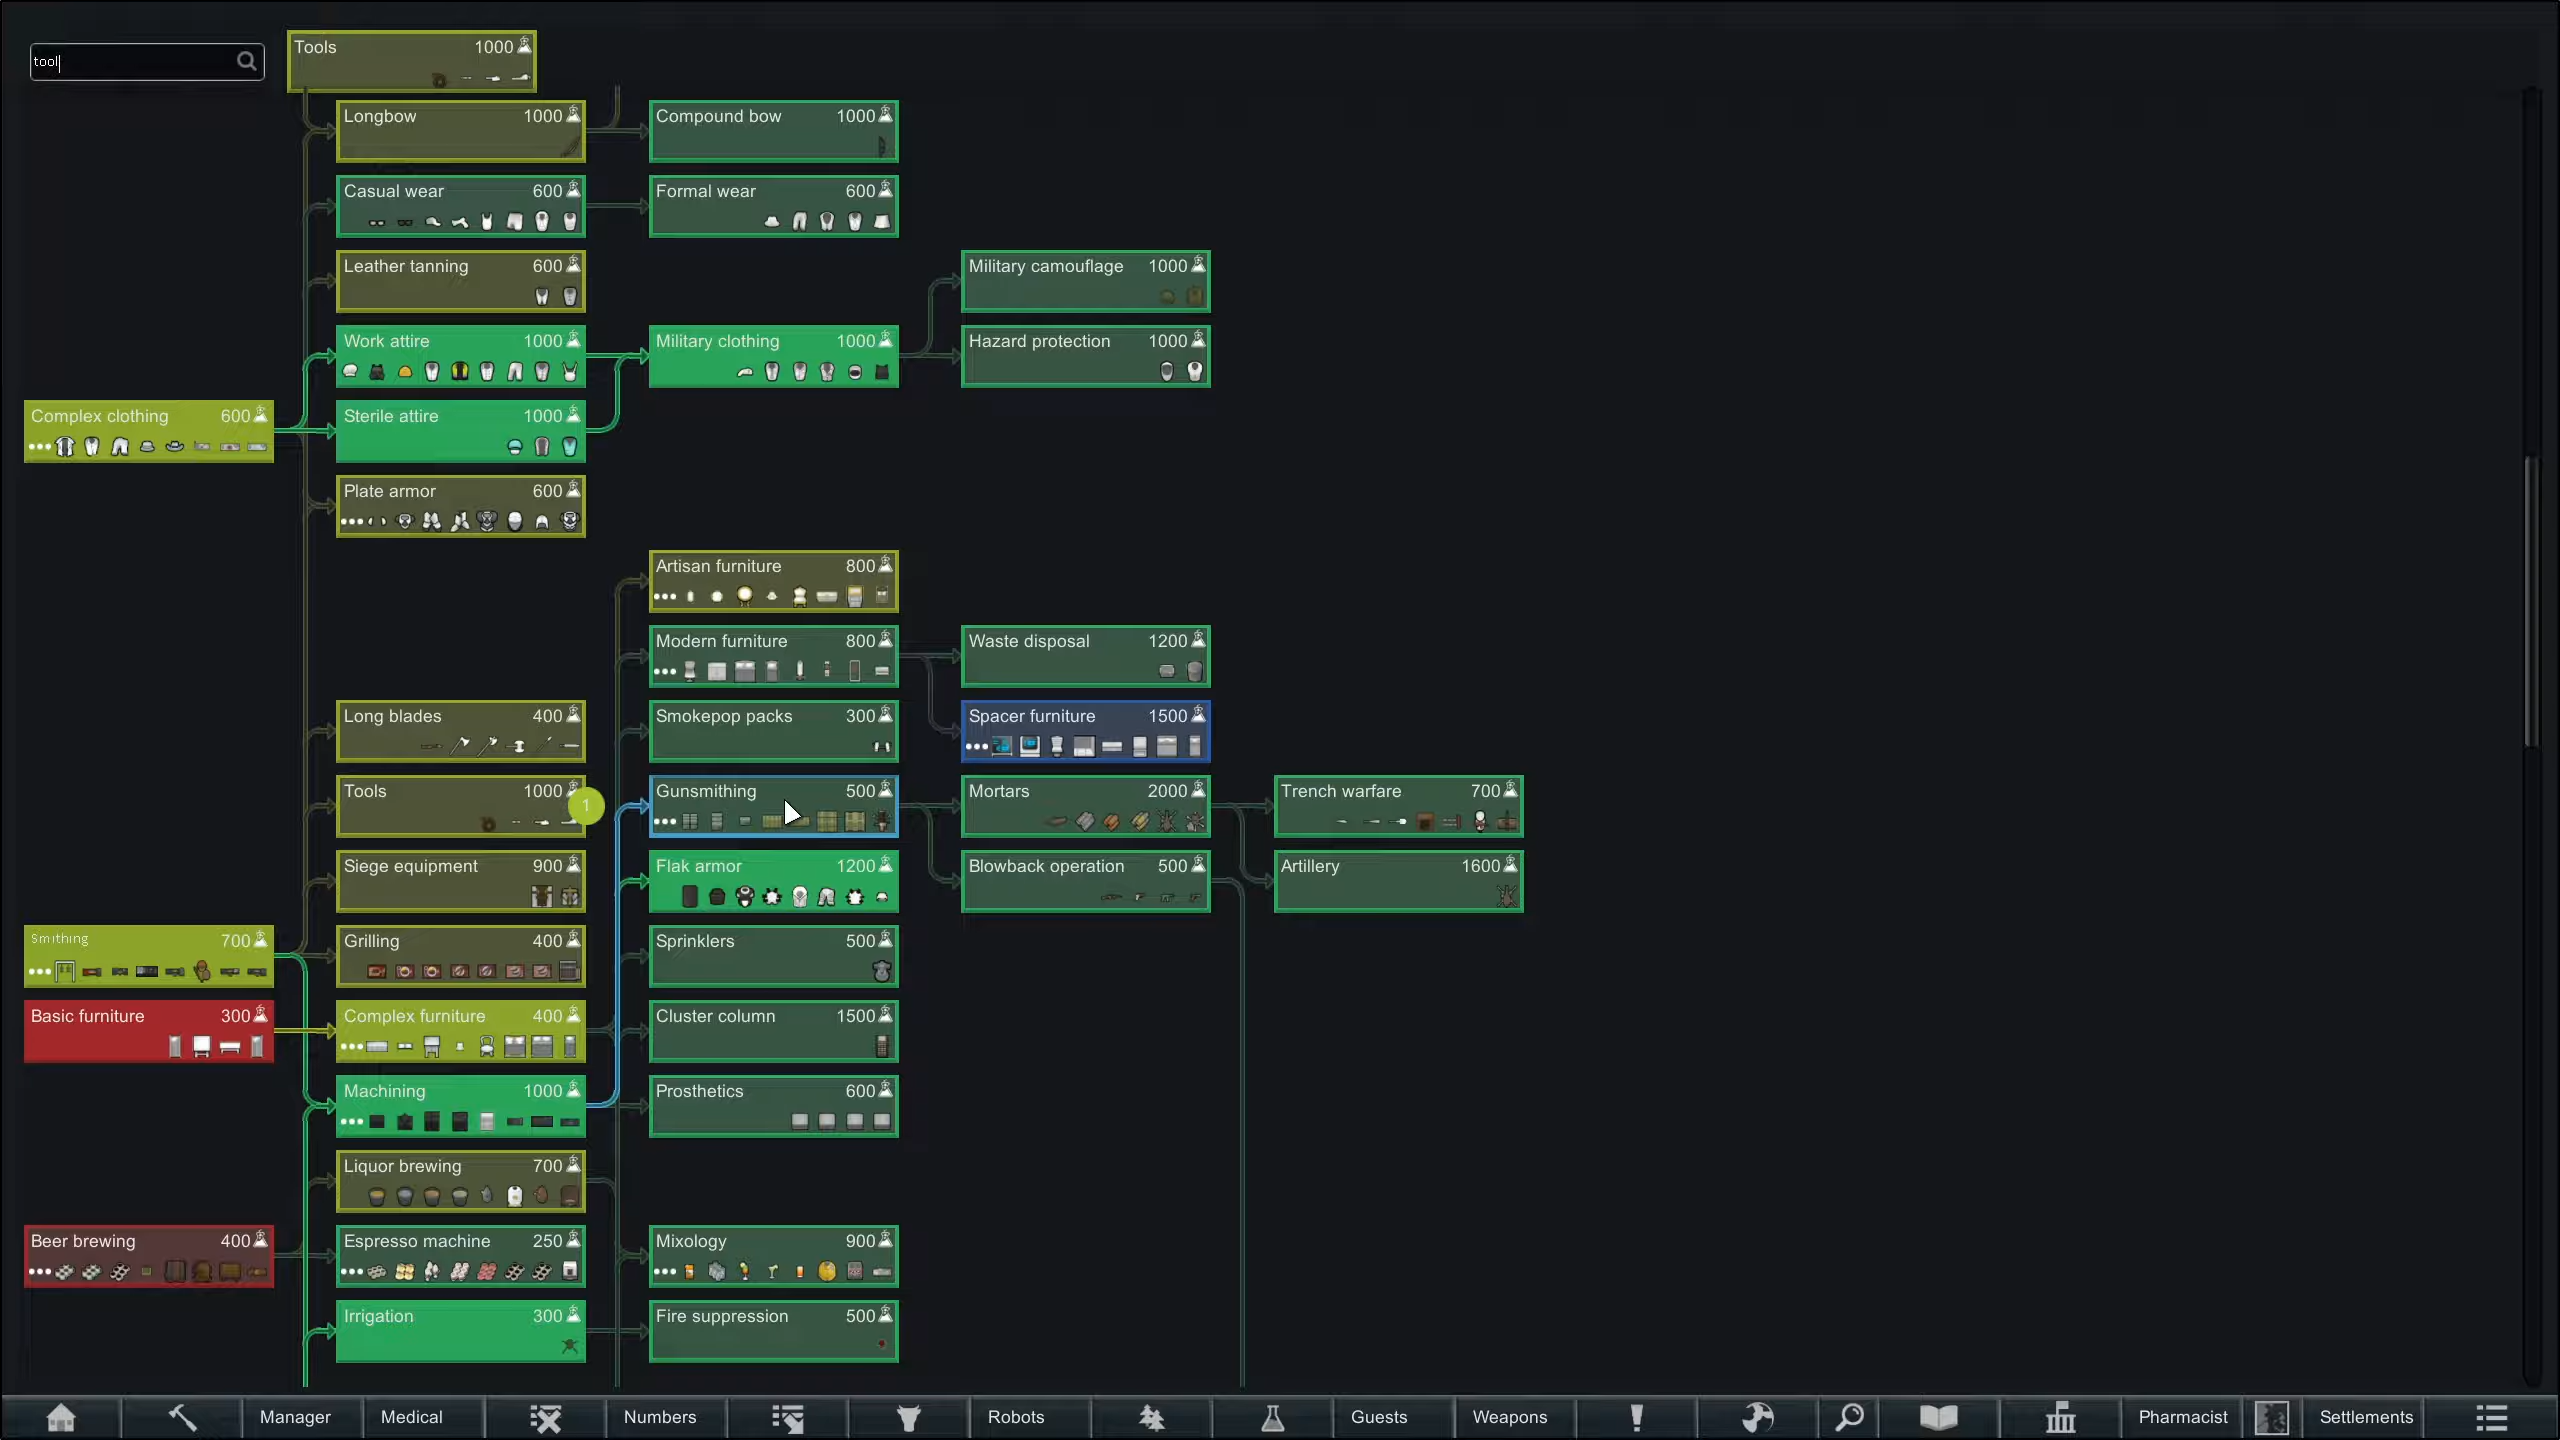 tool
Tools 1000
Longbow 1000
Compound bow 1000
Casual wear 600
Formal wear 600
Leather tanning 600
Military camouflage 1000
Work attire 1000
Military clothing 1000
Hazard protection 1000
Complex clothing 600
Sterile attire 1000
Plate armor 600
Artisan furniture 800
Modern furniture 800
Waste disposal 1200
Long blades 400
Smokepop packs 300
Spacer furniture 1500
Tools 1000
1
Gunsmithing 500
Mortars 2000
Trench warfare 700
Siege equipment 900
Flak armor 1200
Blowback operation 500
Artillery 1600
Smithing 700
Grilling 400
Sprinklers 500
Basic furniture 300
Complex furniture 400
Cluster column 1500
Machining 1000
Prosthetics 600
Liquor brewing 700
Beer brewing 400
Espresso machine 250
Mixology 900
Irrigation 300
Fire suppression 500
Manager
Medical
Numbers
Robots
Guests
Weapons
Pharmacist
Settlements